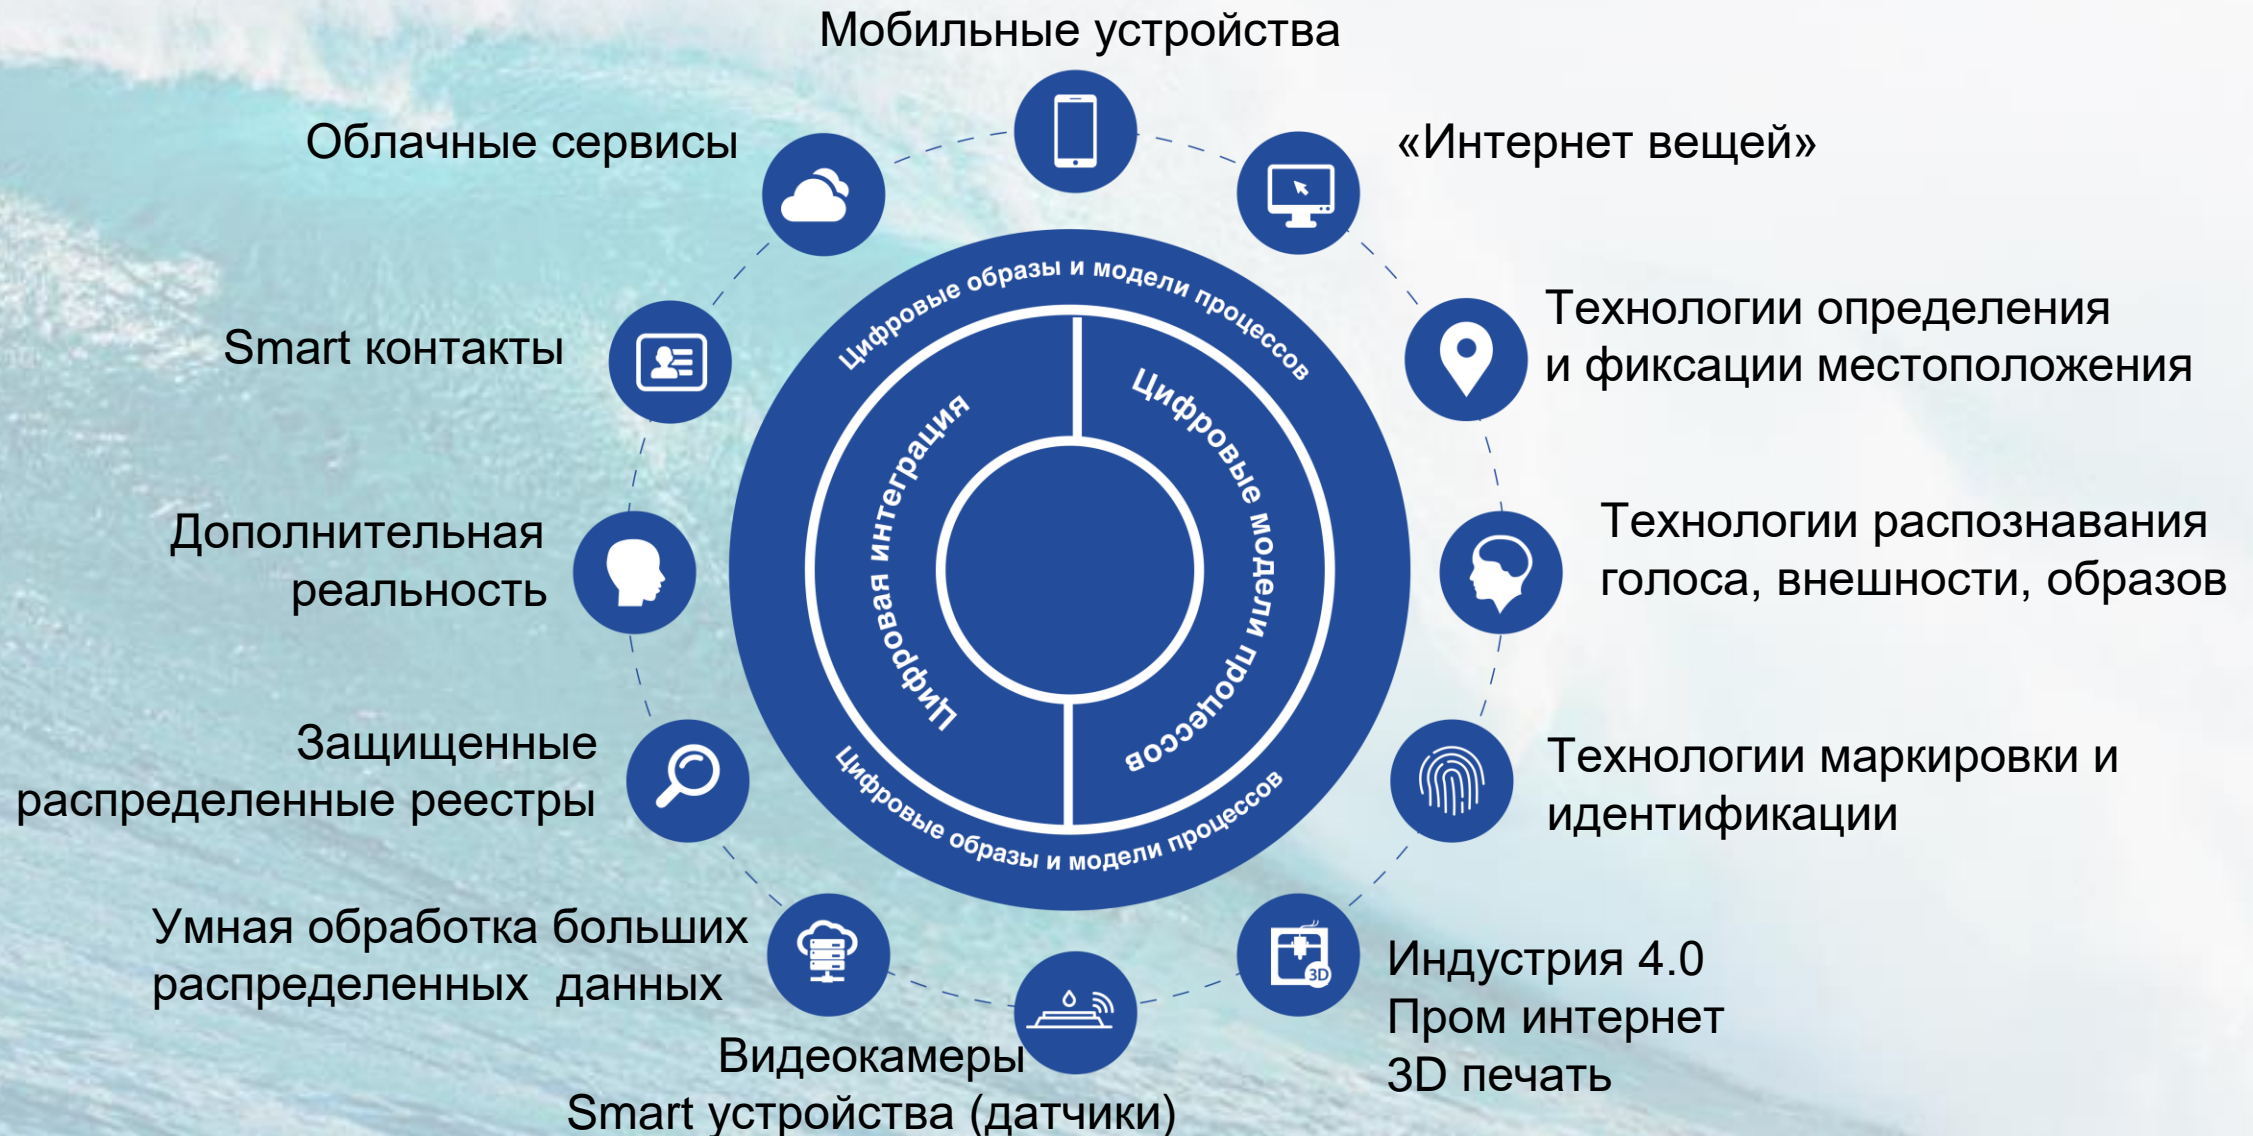 Мобильные устройства
Облачные сервисы
«Интернет вещей»
Цифровые образы и модели процессов
Технологии определения
и фиксации местоположения
Smart контакты
Цифровая интеграция
Цифровые модели процессов
Технологии распознавания
голоса, внешности, образов
Дополнительная
реальность
Защищенные
распределенные реестры
Технологии маркировки и
идентификации
Цифровые образы и модели процессов
Умная обработка больших
распределенных данных
3D
Индустрия 4.0
Пром интернет
3D печать
Видеокамеры
Smart устройства (датчики)